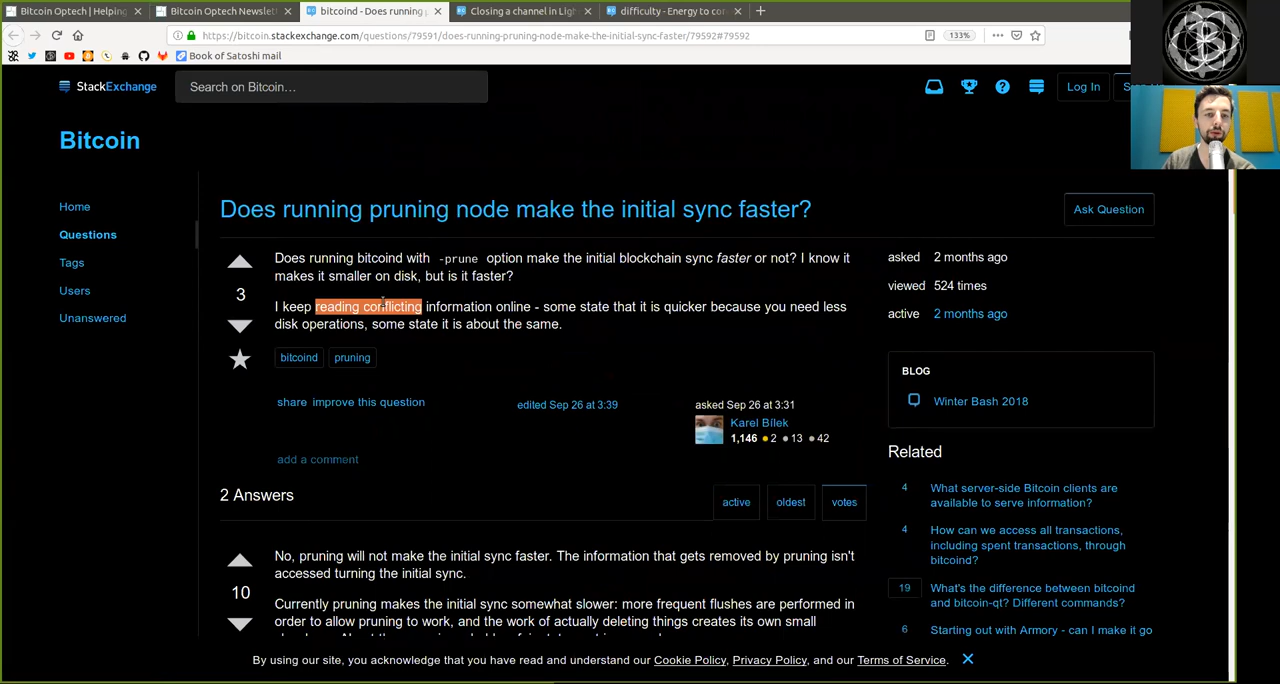 Bitcoin Optech | Helping
Bitcoin Optech Newslett
bitcoind - Does running
Closing a channel in Ligh
difficulty - Energy to co
https://bitcoin.stackexchange.com/questions/79591/does-running-pruning-node-make-the-initial-sync-faster/79592#79592
133%
Book of Satoshi mail
StackExchange
Search on Bitcoin…
Log In
Bitcoin
Home
Questions
Tags
Users
Unanswered
Does running pruning node make the initial sync faster?
Ask Question
3
Does running bitcoind with -prune option make the initial blockchain sync faster or not? I know it
makes it smaller on disk, but is it faster?
I keep reading conflicting information online - some state that it is quicker because you need less
disk operations, some state it is about the same.
bitcoind pruning
share improve this question
edited Sep 26 at 3:39
asked Sep 26 at 3:31
Karel Bílek
1,146 2 13 42
add a comment
asked 2 months ago
viewed 524 times
active 2 months ago
BLOG
Winter Bash 2018
Related
4 What server-side Bitcoin clients are
available to serve information?
4 How can we access all transactions,
including spent transactions, through
bitcoind?
19 What's the difference between bitcoind
and bitcoin-qt? Different commands?
6 Starting out with Armory - can I make it go
2 Answers
active oldest votes
10
No, pruning will not make the initial sync faster. The information that gets removed by pruning isn't
accessed turning the initial sync.
Currently pruning makes the initial sync somewhat slower: more frequent flushes are performed in
order to allow pruning to work, and the work of actually deleting things creates its own small
By using our site, you acknowledge that you have read and understand our Cookie Policy, Privacy Policy, and our Terms of Service.